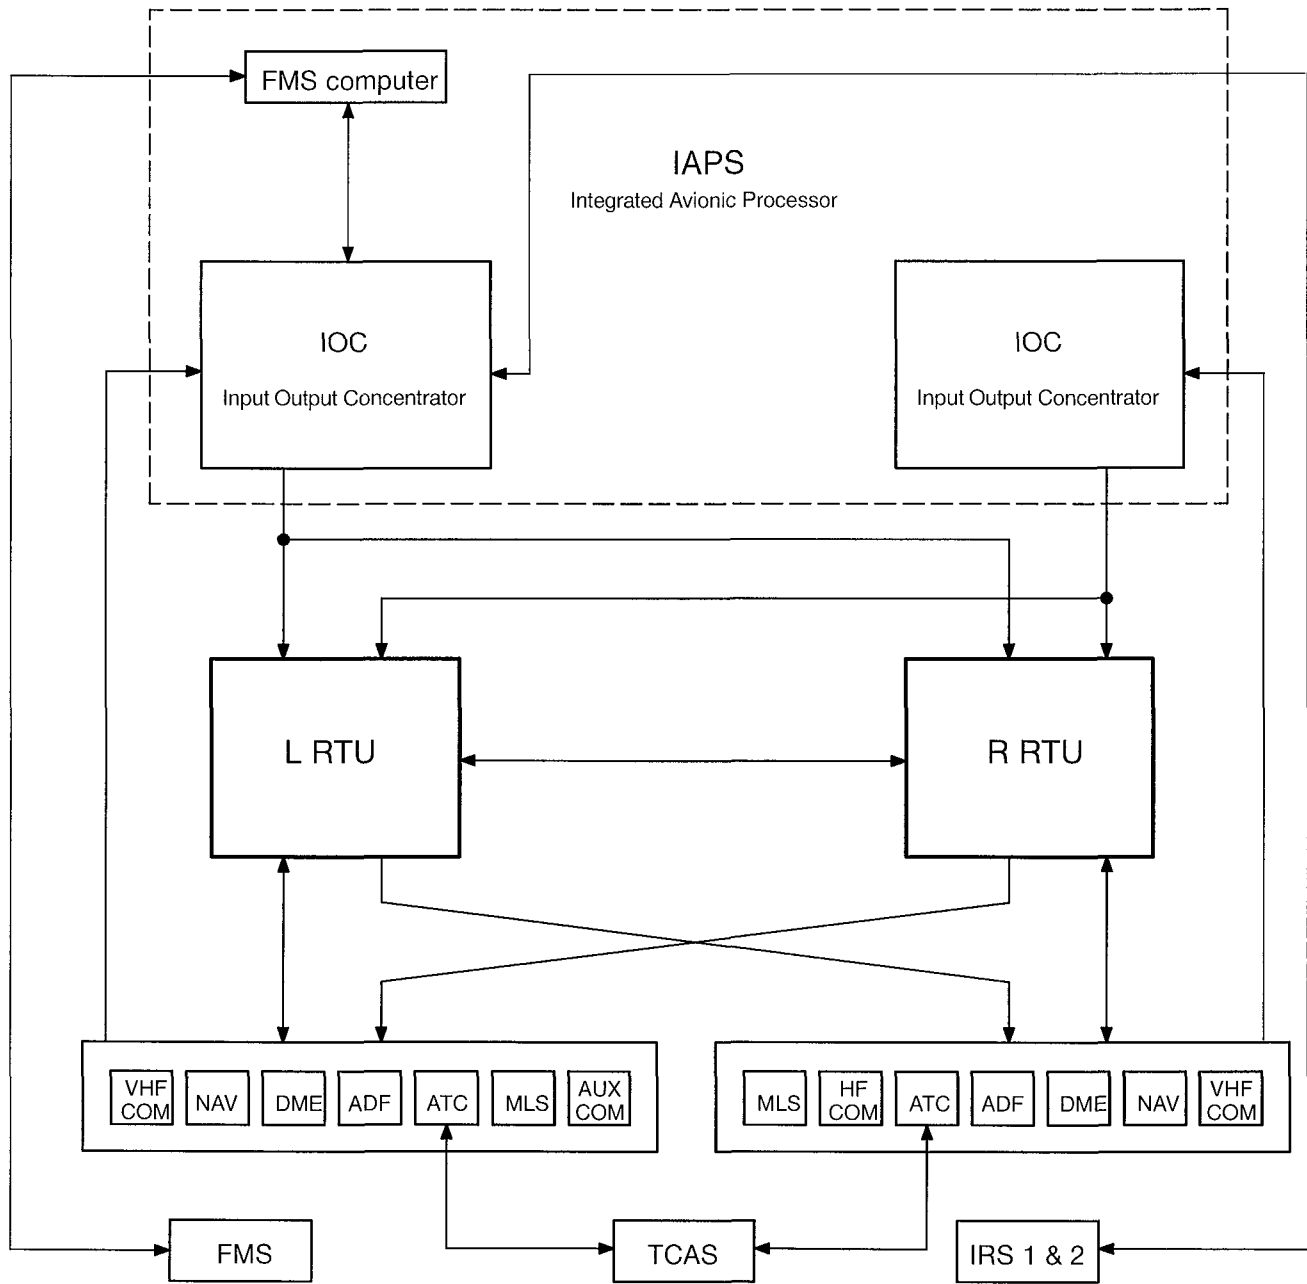 FMS computer
IAPS
Integrated Avionic Processor
IOC
Input Output Concentrator
IOC
Input Output Concentrator
L RTU
R RTU
VHF
COM
NAV
DME
ADF
ATC
MLS
AUX
COM
MLS
HF
COM
ATC
ADF
DME
NAV
VHF
COM
FMS
TCAS
IRS 1 & 2